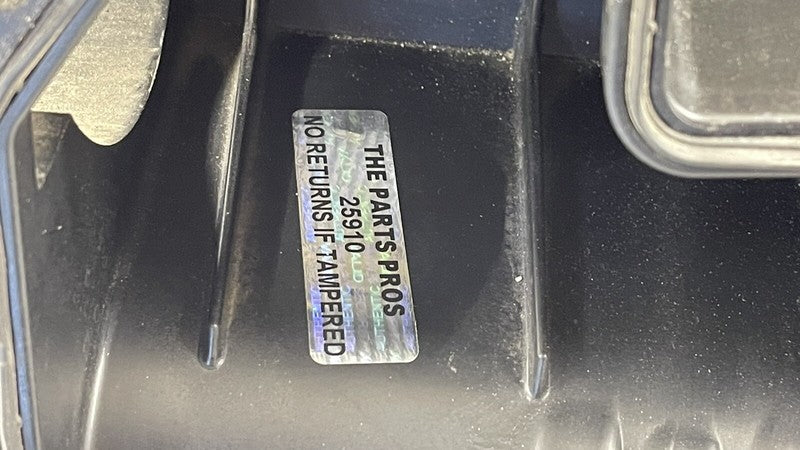 THE PARTS PROS
25910
NO RETURNS IF TAMPERED